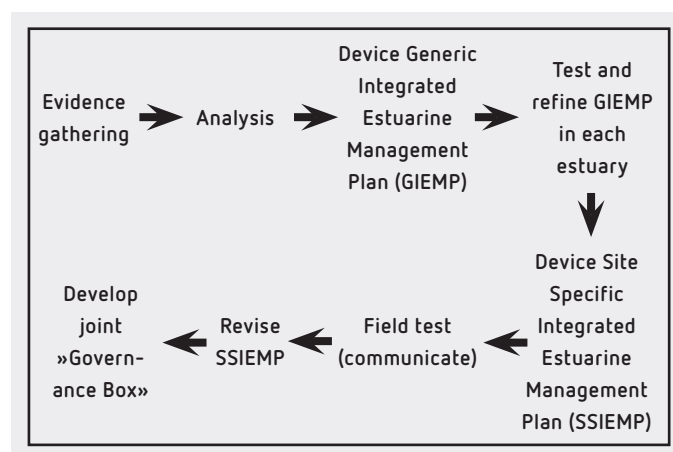 Evidence
gathering
Analysis
Device Generic
Integrated
Estuarine
Management
Plan (GIEMP)
Test and
refine GIEMP
in each
estuary
Device Site
Specific
Integrated
Estuarine
Management
Plan (SSIEMP)
Field test
(communicate)
Revise
SSIEMP
Develop
joint
»Govern-
ance Box»